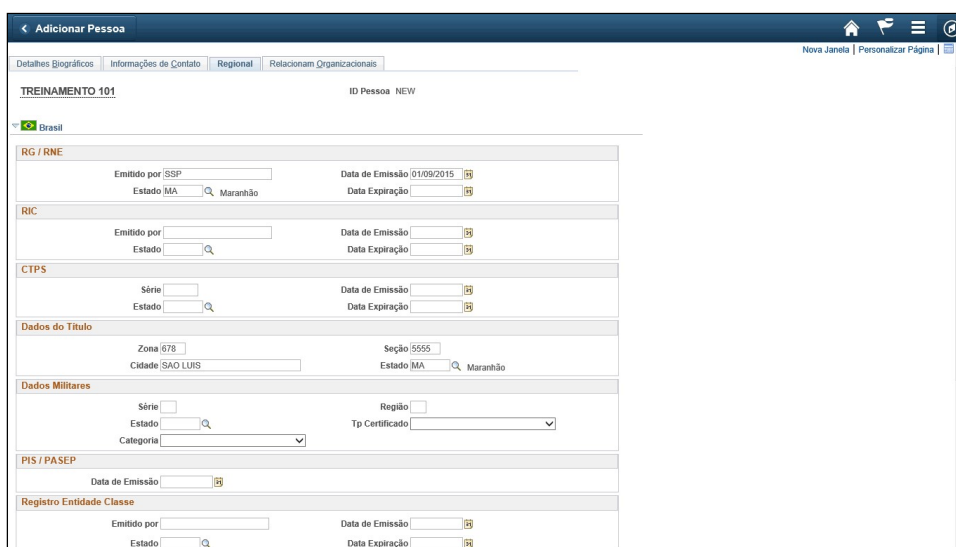 Adicionar Pessoa
Nova Janela | Personalizar Página |
Detalhes Biográficos Informações de Contato Regional Relacionam Organizacionais
TREINAMENTO 101 ID Pessoa NEW
Brasil
RG / RNE
Emitido por SSP Data de Emissão 01/09/2015
Estado MA Maranhão Data Expiração
RIC
Emitido por Data de Emissão
Estado Data Expiração
CTPS
Série Data de Emissão
Estado Data Expiração
Dados do Titulo
Zona 678 Seção 5555
Cidade SAO LUIS Estado MA Maranhão
Dados Militares
Série Região
Estado Tp Certificado
Categoria
PIS / PASEP
Data de Emissão
Registro Entidade Classe
Emitido por Data de Emissão
Estado Data Expiração